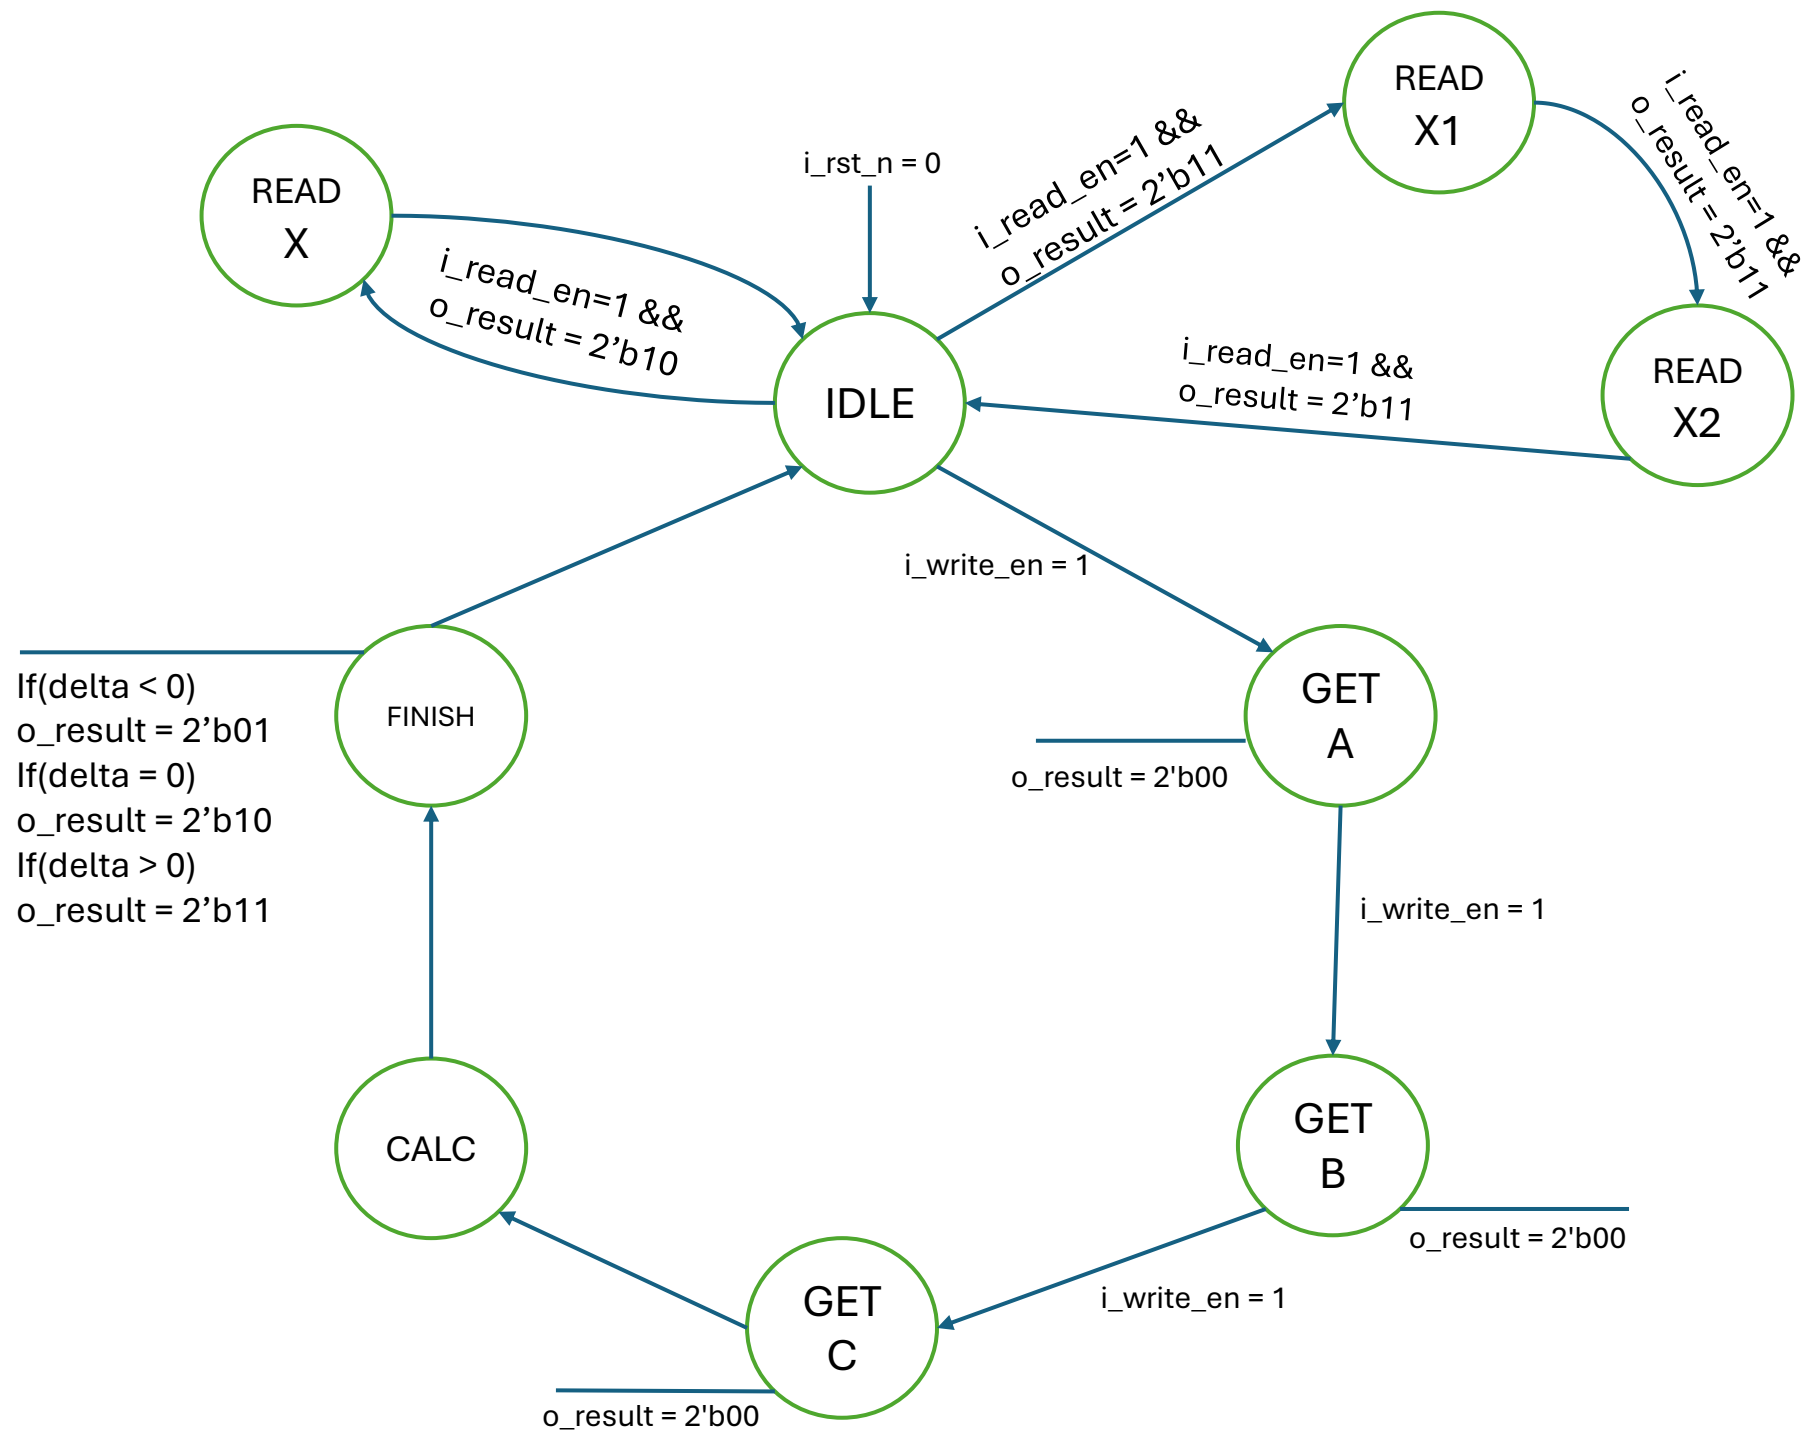 READ
X1
i_read_en=1 &&
o_result = 2’b11
READ
X
i_rst_n = 0
i_read_en=1 &&
o_result = 2’b11
i_read_en=1 &&
o_result = 2’b10
IDLE
i_read_en=1 &&
o_result = 2’b11
READ
X2
i_write_en = 1
If(delta < 0)
o_result = 2’b01
If(delta = 0)
o_result = 2’b10
If(delta > 0)
o_result = 2’b11
FINISH
GET
A
o_result = 2'b00
i_write_en = 1
CALC
GET
B
o_result = 2'b00
i_write_en = 1
GET
C
o_result = 2'b00